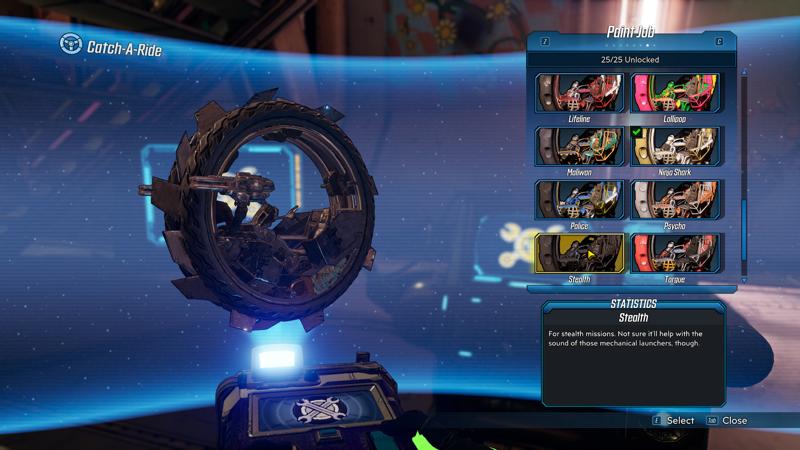 Catch-A-Ride
Paint Job
Z
C
25/25 Unlocked
Lifeline
Lollipop
Maliwan
Ninja Shark
Police
Psycho
Stealth
Torgue
STATISTICS
Stealth
For stealth missions. Not sure it'll help with the
sound of those mechanical launchers, though.
E Select
Tab Close